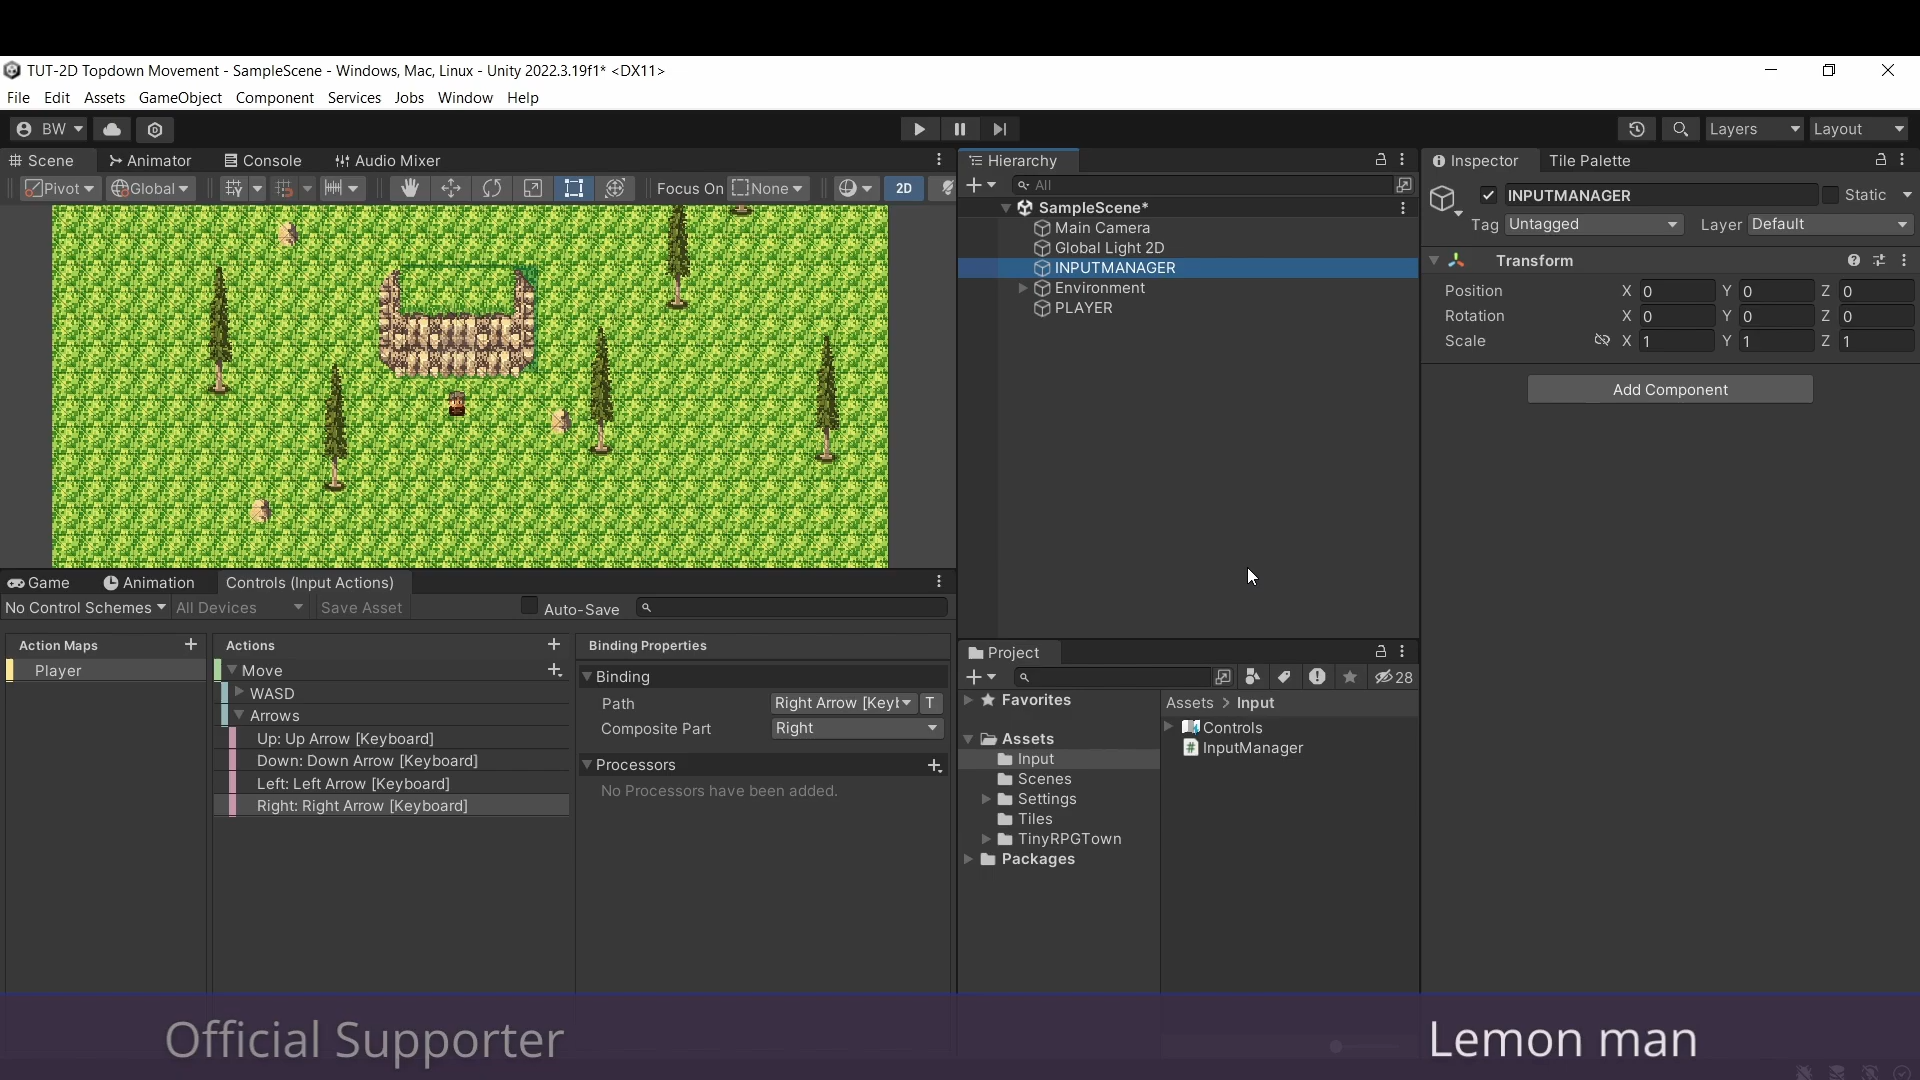 TUT-2D Topdown Movement - SampleScene - Windows, Mac, Linux - Unity 2022.3.19f1* <DX11>
File Edit Assets GameObject Component Services Jobs Window Help
BW
Layers
Layout
Scene
Animator
Console
Audio Mixer
Pivot
Global
Focus On
None
2D
Hierarchy
All
SampleScene*
Main Camera
Global Light 2D
INPUTMANAGER
Environment
PLAYER
Inspector
Tile Palette
INPUTMANAGER
Static
Tag Untagged
Layer Default
Transform
Position X 0 Y 0 Z 0
Rotation X 0 Y 0 Z 0
Scale X 1 Y 1 Z 1
Add Component
Game
Animation
Controls (Input Actions)
No Control Schemes
All Devices
Save Asset
Auto-Save
Action Maps
Player
Actions
Move
WASD
Arrows
Up: Up Arrow [Keyboard]
Down: Down Arrow [Keyboard]
Left: Left Arrow [Keyboard]
Right: Right Arrow [Keyboard]
Binding Properties
Binding
Path Right Arrow [Keyb T
Composite Part Right
Processors
No Processors have been added.
Project
28
Favorites
Assets
Input
Scenes
Settings
Tiles
TinyRPGTown
Packages
Assets > Input
Controls
InputManager
Official Supporter
Lemon man